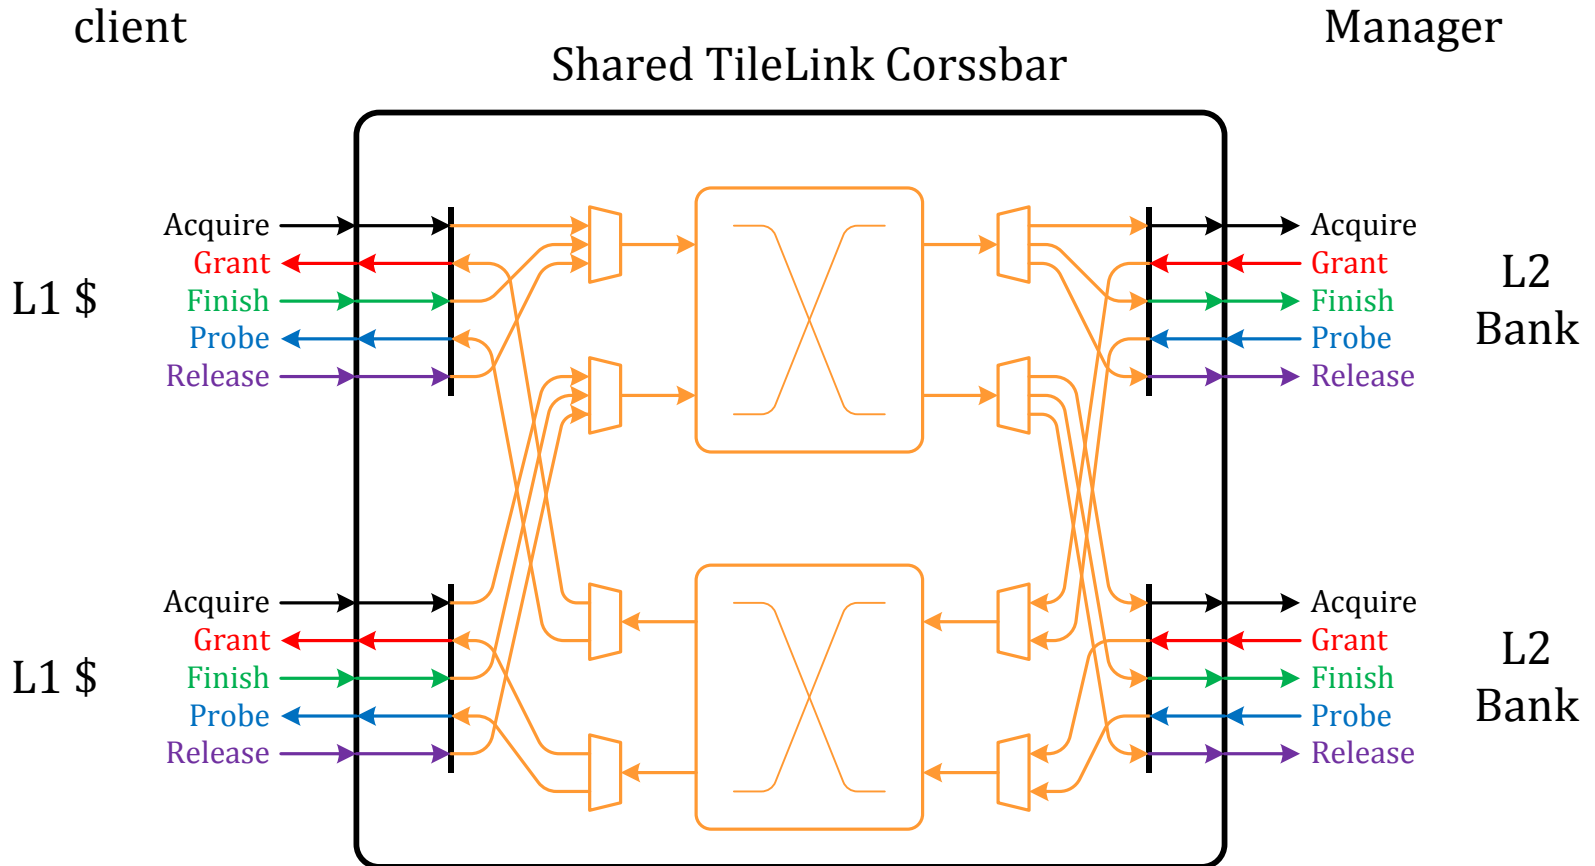 client
Manager
Shared TileLink Corssbar
L1 $
Acquire
Grant
Finish
Probe
Release
Acquire
Grant
Finish
Probe
Release
L2
Bank
L1 $
Acquire
Grant
Finish
Probe
Release
Acquire
Grant
Finish
Probe
Release
L2
Bank